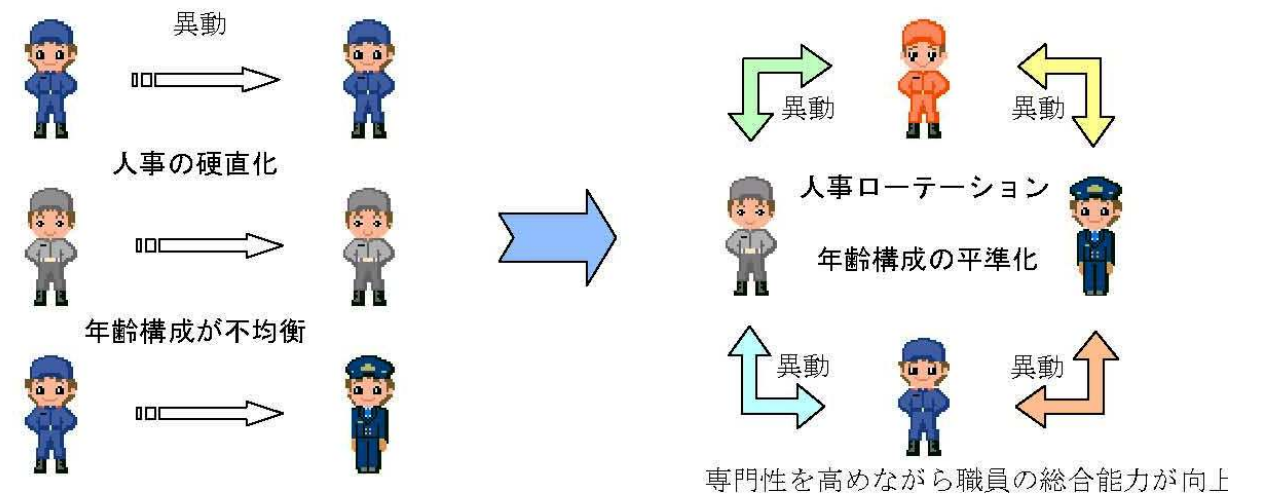 異動
人事の硬直化
年齢構成が不均衡
異動
異動
人事ローテーション
年齢構成の平準化
異動
異動
専門性を高めながら職員の総合能力が向上